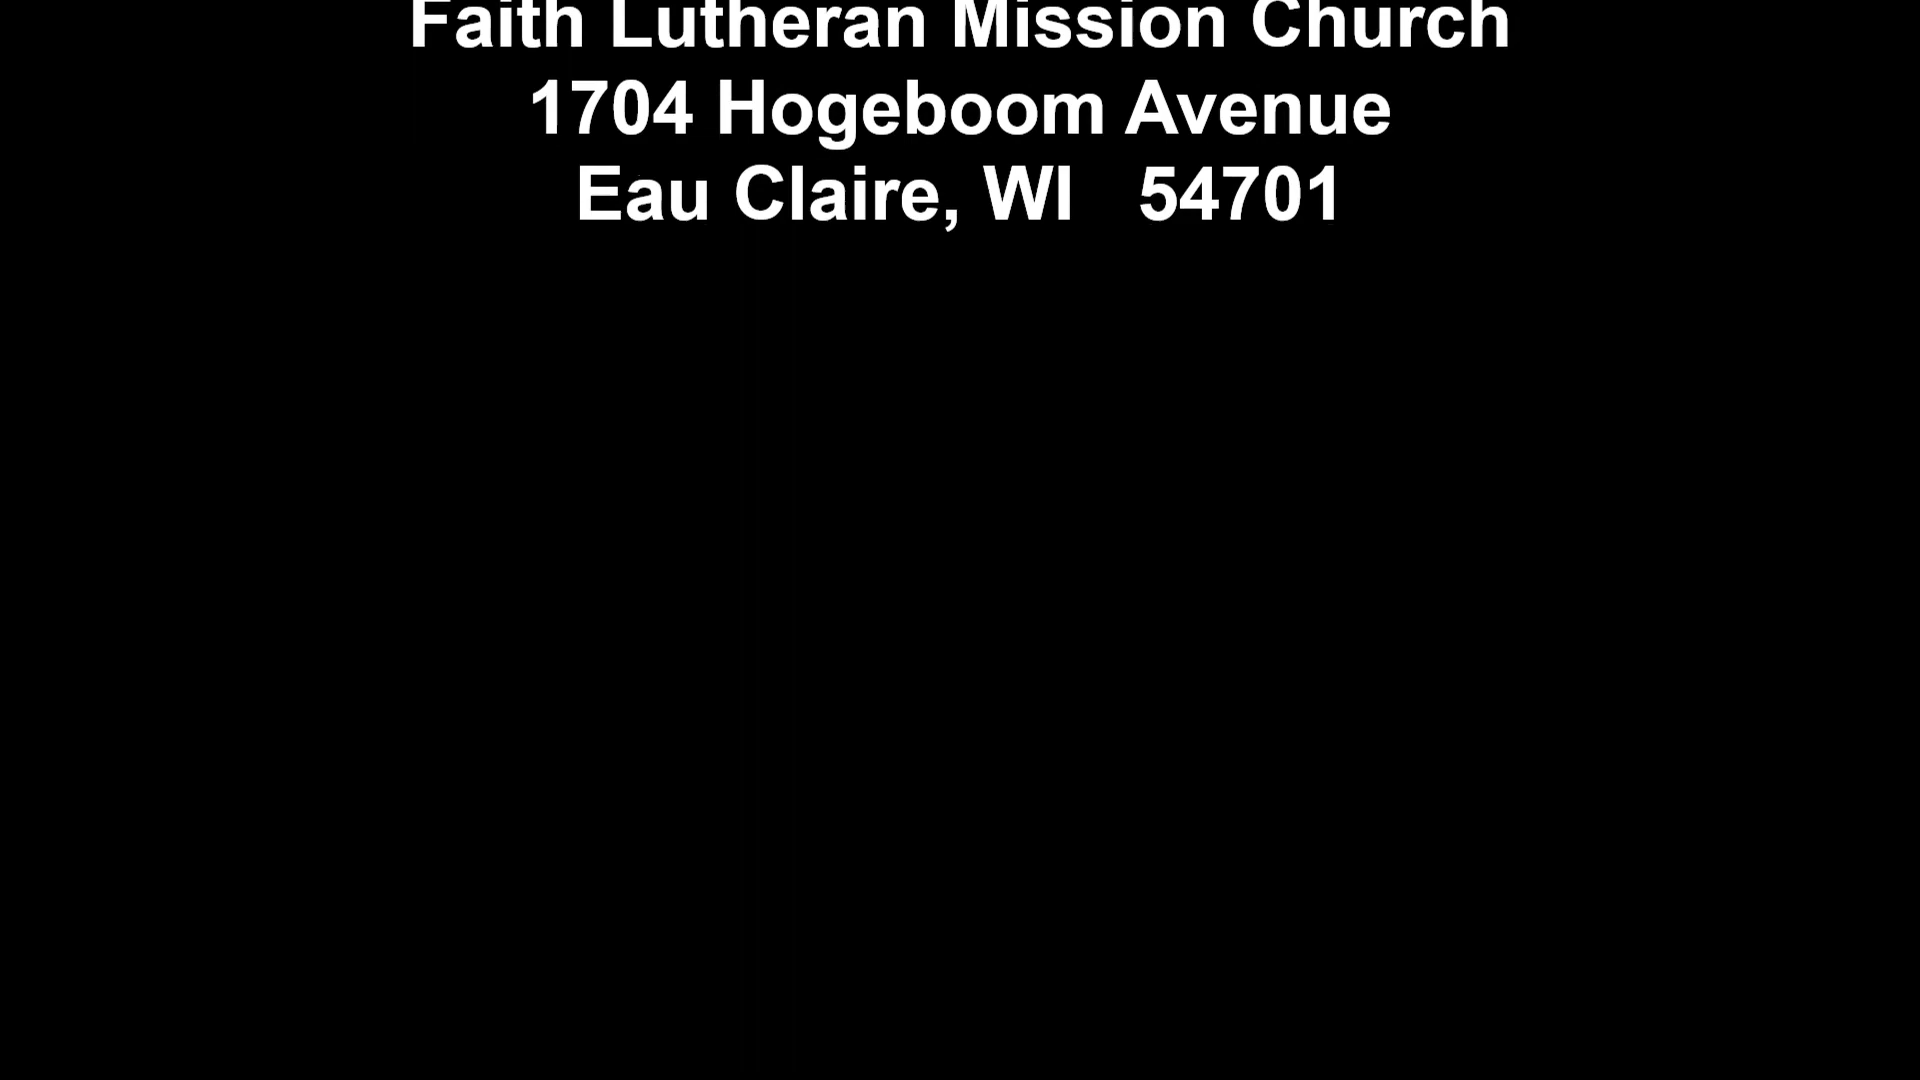 Faith Lutheran Mission Church
1704 Hogeboom Avenue
Eau Claire, WI   54701